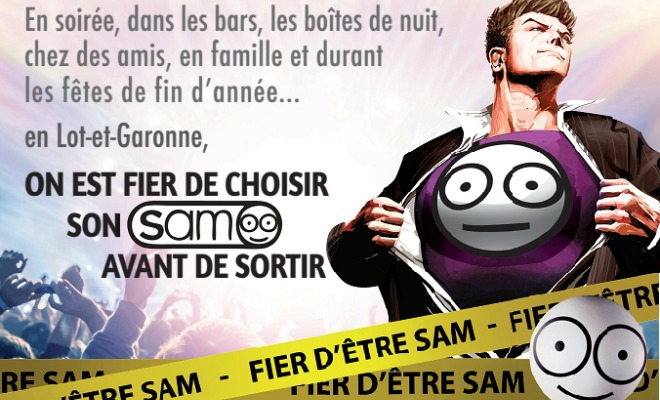 En soirée, dans les bars, les boîtes de nuit,
chez des amis, en famille et durant
les fêtes de fin d'année...
en Lot-et-Garonne,
ON EST FIER DE CHOISIR
SON sam
AVANT DE SORTIR
FIER D'ÊTRE SAM - FIER D'ÊTRE
RE SAM - FIER D'ÊTRE SAM
D'ÊTRE SAM